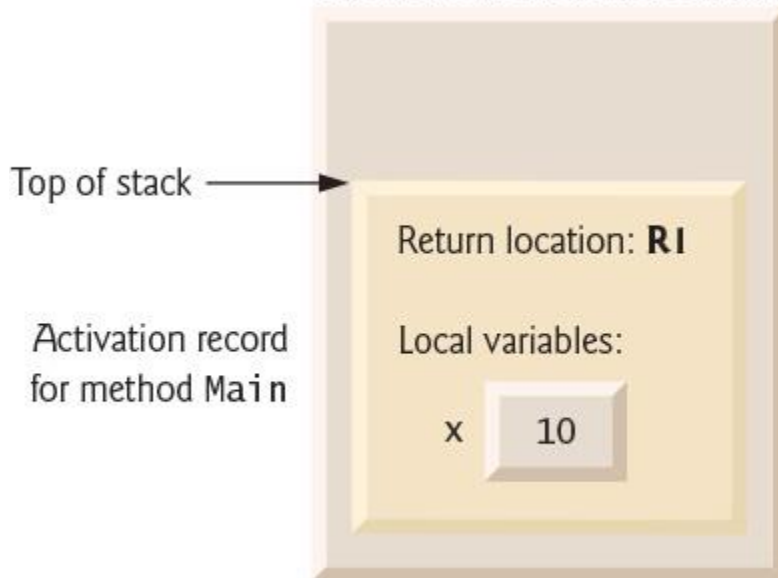 Top of stack
Return location: R1
Activation record
for method Main
Local variables:
x 10